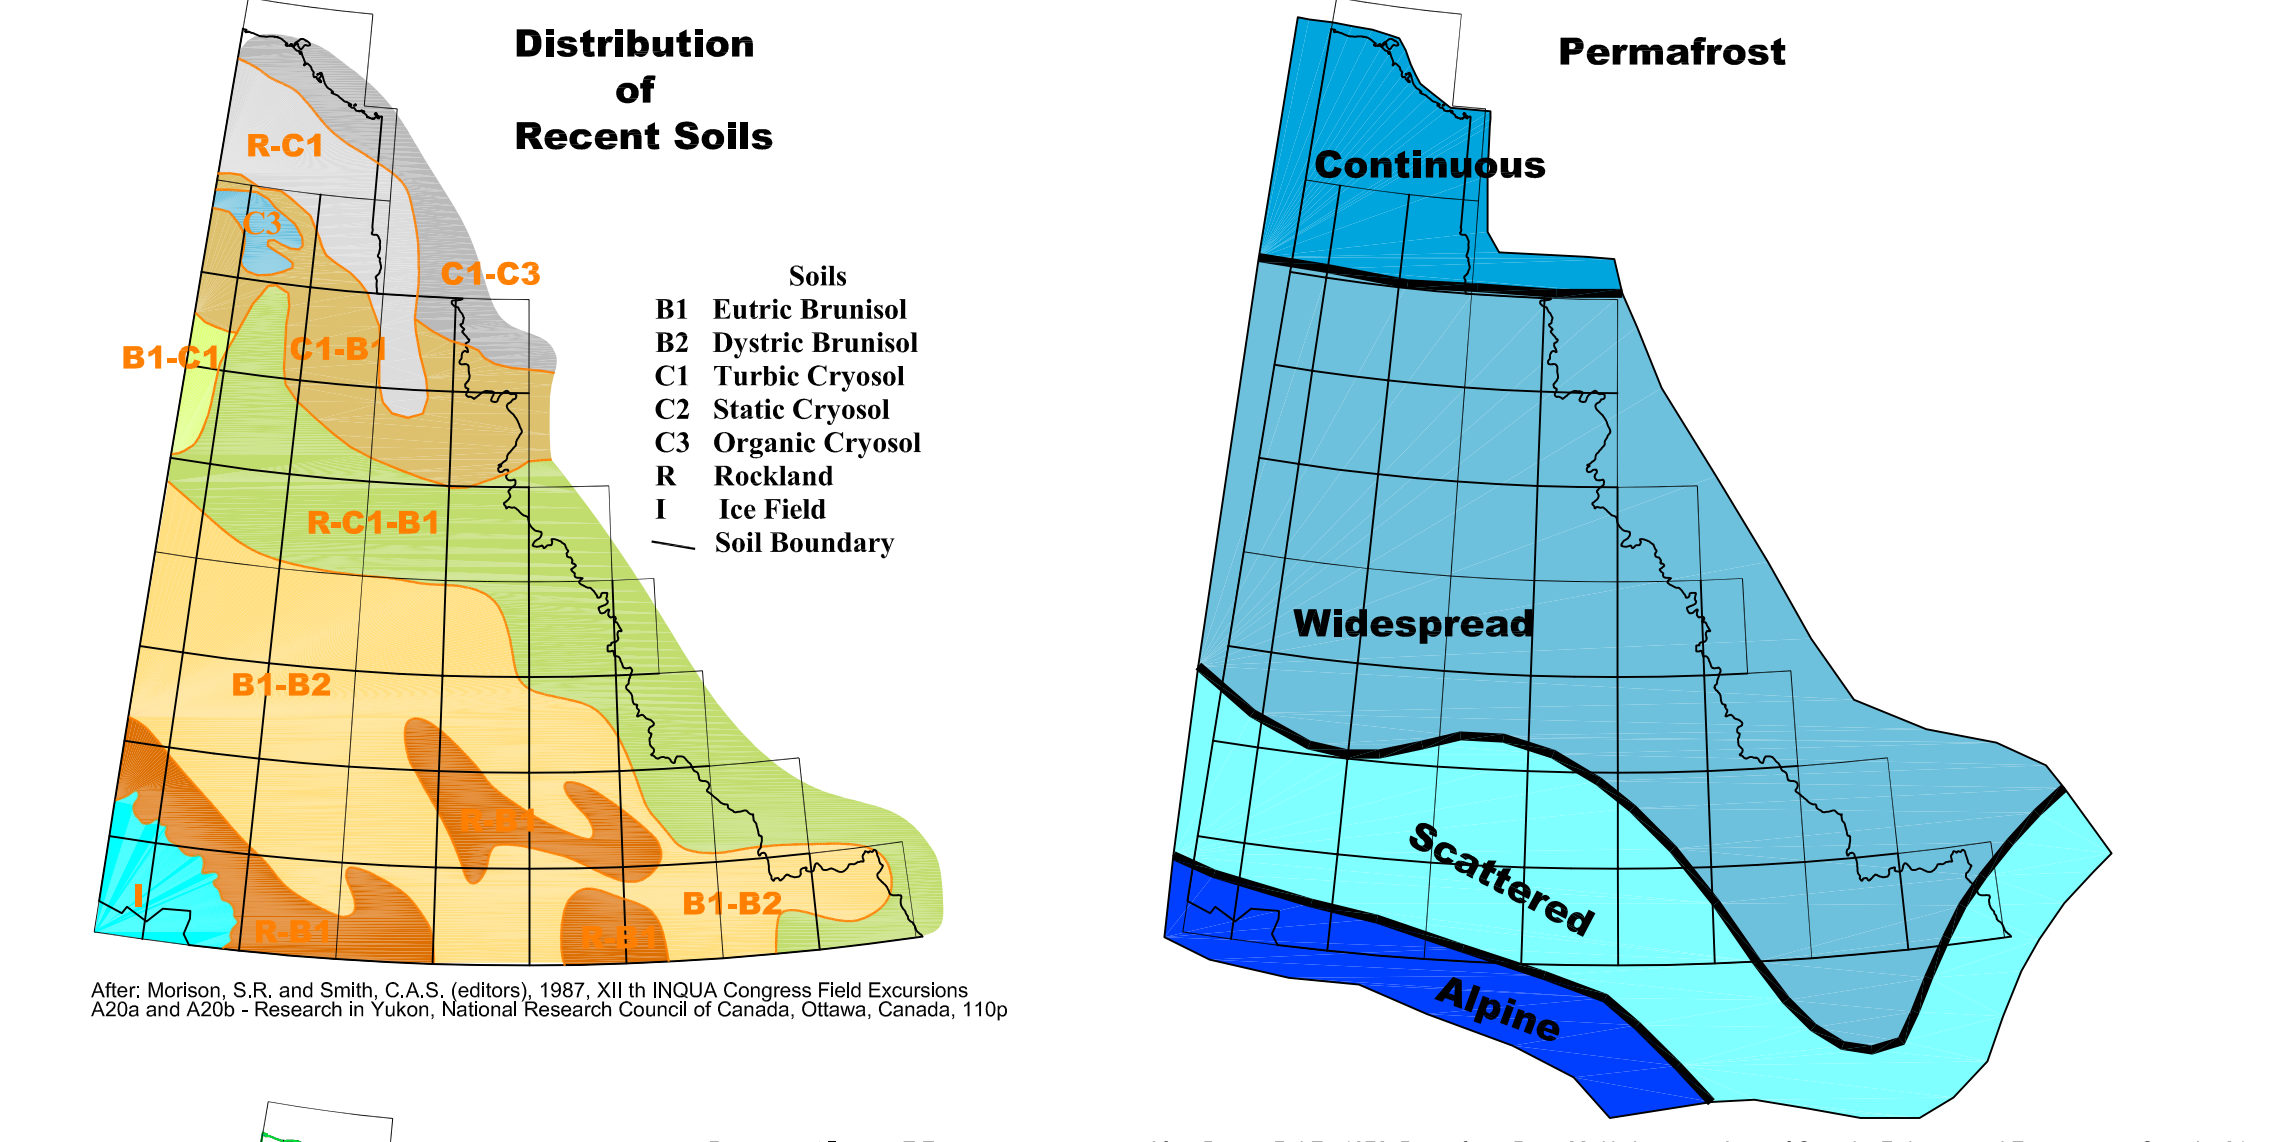 Distribution
of
Recent Soils
R-C1
C3
C1-C3
B1-C1
C1-B1
R-C1-B1
B1-B2
R-B1
B1-B2
I
R-B1
R-B1
Soils
B1 Eutric Brunisol
B2 Dystric Brunisol
C1 Turbic Cryosol
C2 Static Cryosol
C3 Organic Cryosol
R Rockland
I Ice Field
Soil Boundary
After: Morison, S.R. and Smith, C.A.S. (editors), 1987, XII th INQUA Congress Field Excursions
A20a and A20b - Research in Yukon, National Research Council of Canada, Ottawa, Canada, 110p
Permafrost
Continuous
Widespread
Scattered
Alpine